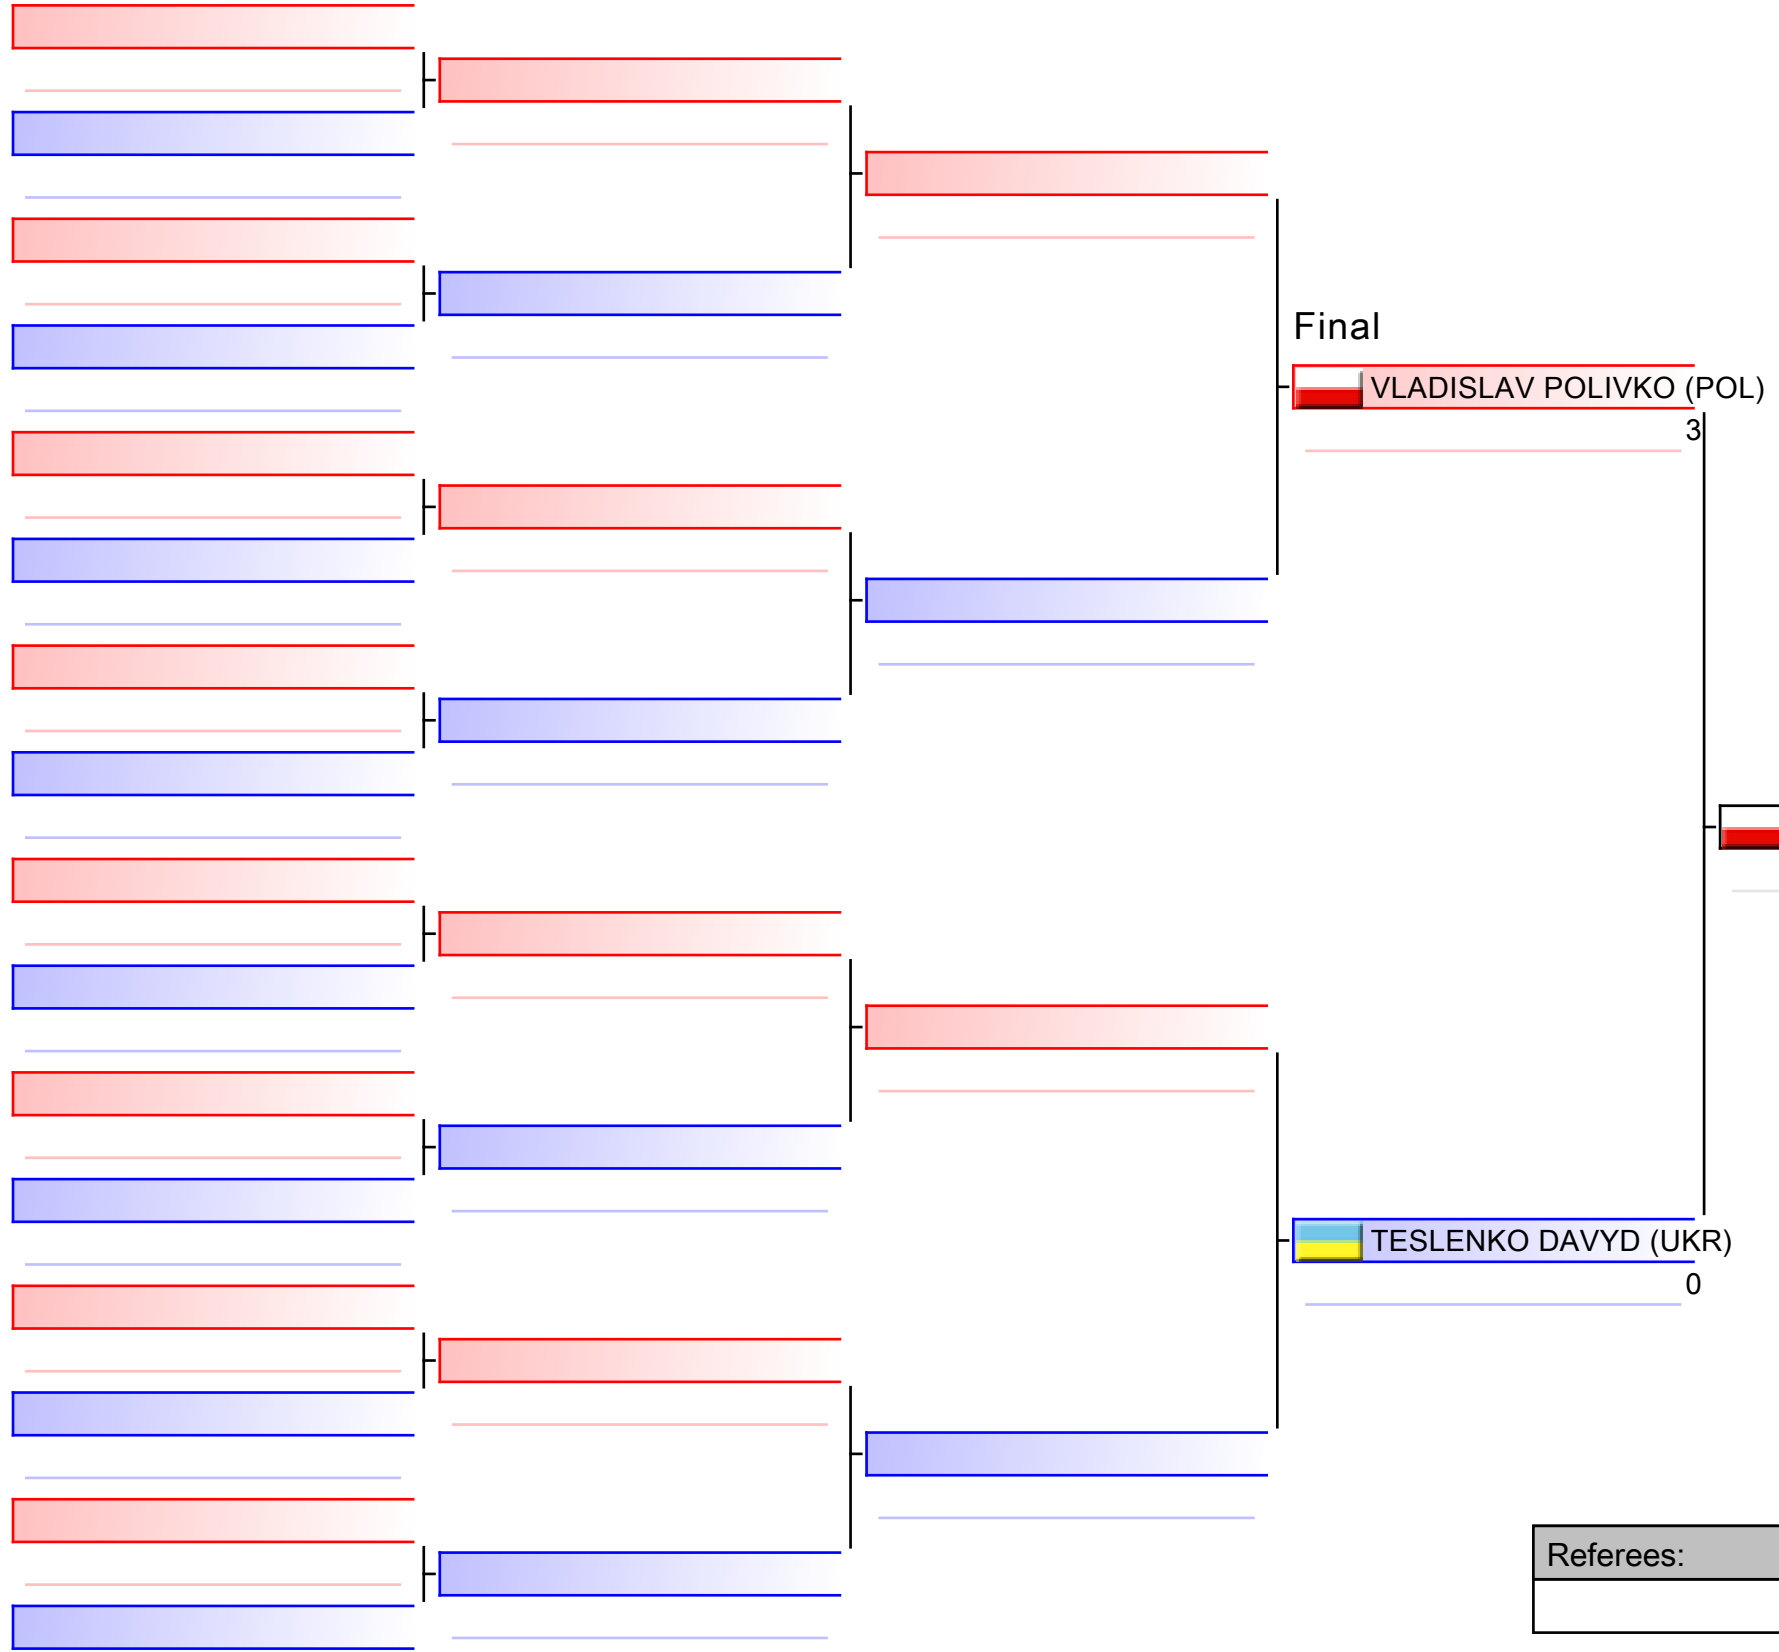 Final
VLADISLAV POLIVKO (POL)
3
TESLENKO DAVYD (UKR)
0
Referees: